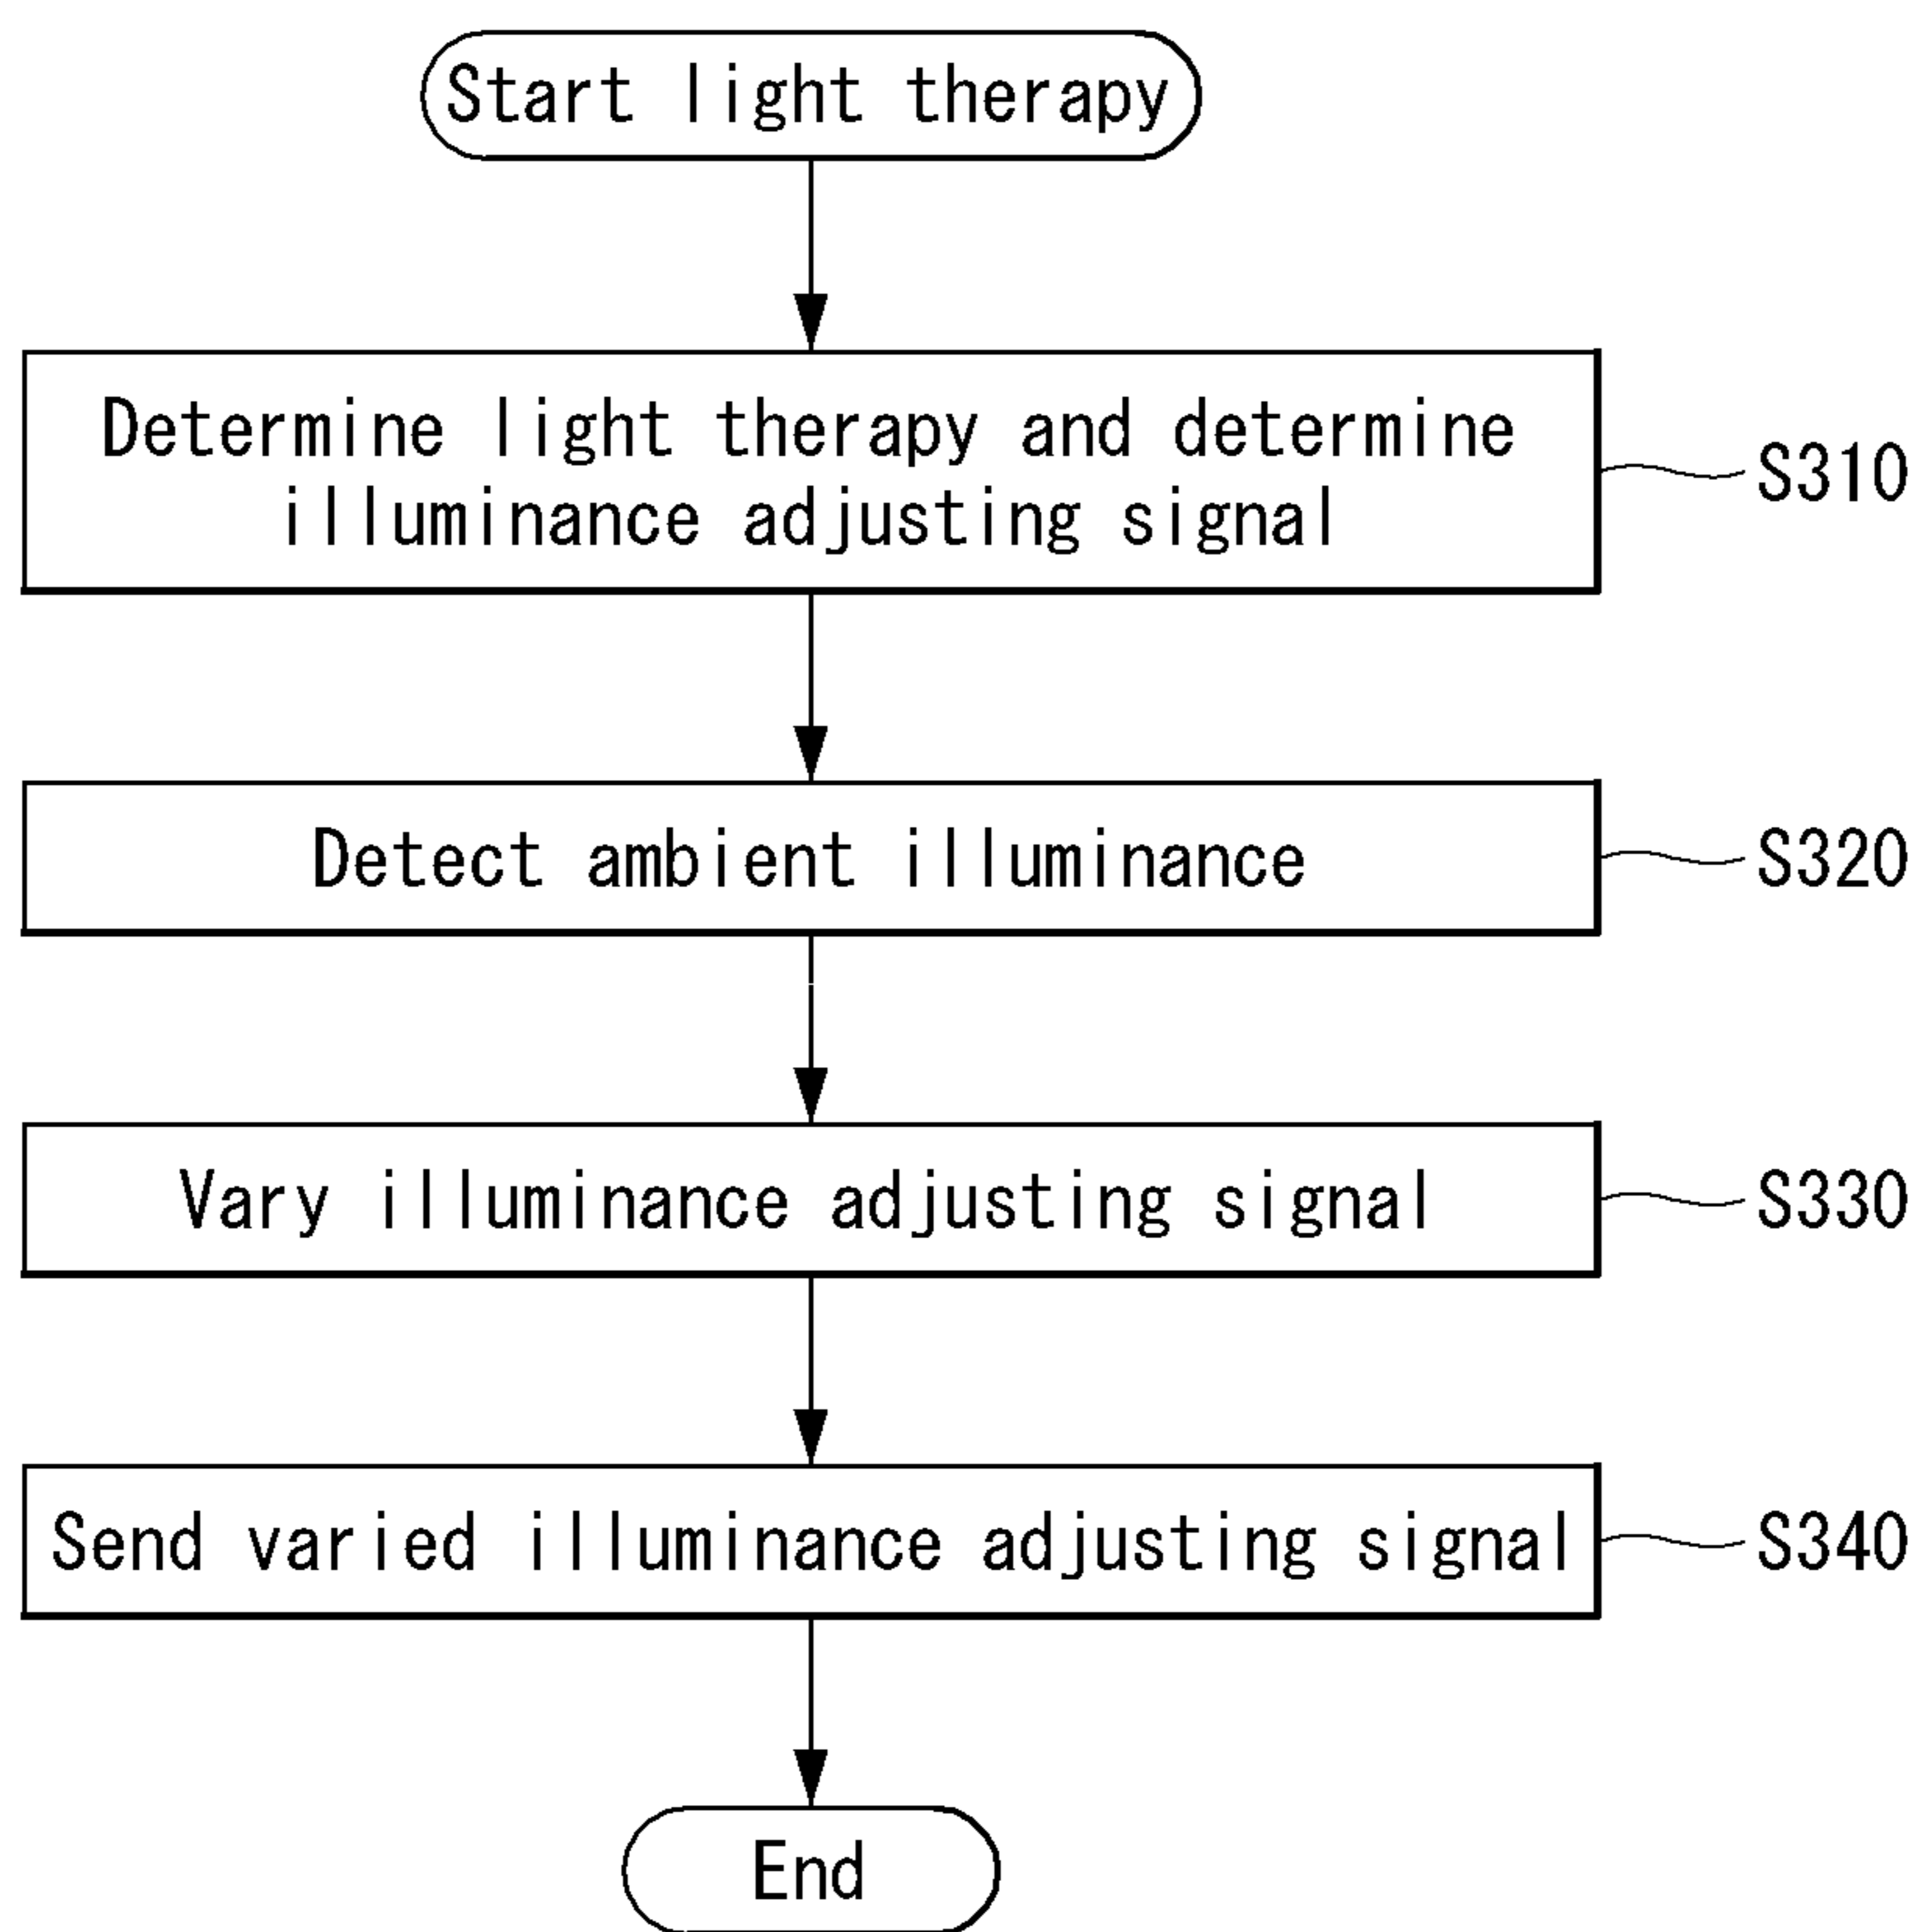 Start light therapy
Determine light therapy and determine
illuminance adjusting signal
S310
Detect ambient illuminance
S320
Vary illuminance adjusting signal
S330
Send varied illuminance adjusting signal
S340
End